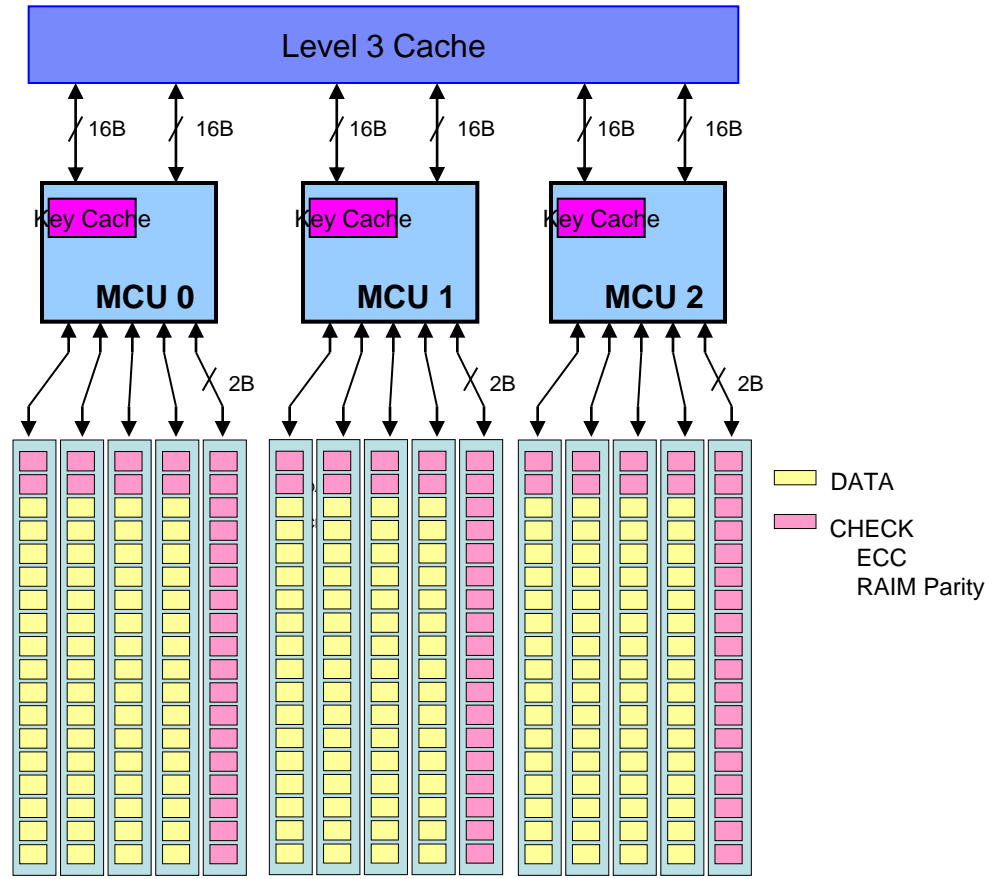 Level 3 Cache
16B 16B 16B 16B 16B 16B
Key Cache Key Cache Key Cache
MCU 0 MCU 1 MCU 2
2B 2B 2B
DATA
CHECK
ECC
RAIM Parity